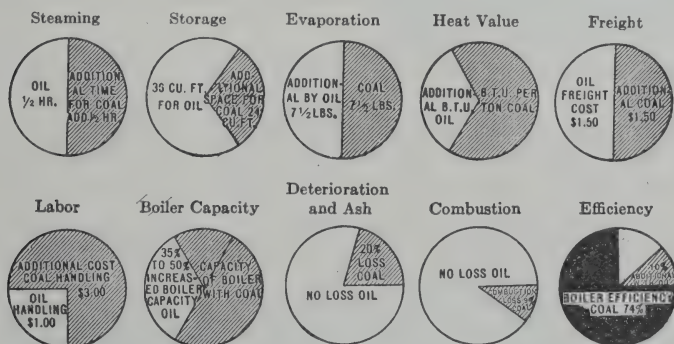 Steaming
OIL
½ HR.
ADDITION-
AL TIME
FOR COAL
ADD.½ HR.
Storage
38 CU. FT.
FOR OIL
ADD-
ITIONAL
SPACE FOR
COAL 24
CU.FT.
Evaporation
ADDITION-
AL BY OIL
7½ LBS.
COAL
7½ LBS.
Heat Value
ADDITION-
AL B.T.U.
OIL
B.T.U. PER
TON COAL
Freight
OIL
FREIGHT
COST
$1.50
ADDITION-
AL COAL
$1.50
Labor
ADDITIONAL COST
COAL HANDLING
$3.00
OIL
HANDLING
$1.00
Boiler Capacity
35%
TO 50%
INCREAS-
ED BOILER
CAPACITY
OIL
CAPACITY
OF BOILER
WITH COAL
Deterioration
and Ash
20%
LOSS
COAL
NO LOSS OIL
Combustion
NO LOSS OIL
COMBUSTION
LOSS
COAL
Efficiency
10%
ADDITIONAL
BOILER EFFICIENCY
COAL 74%